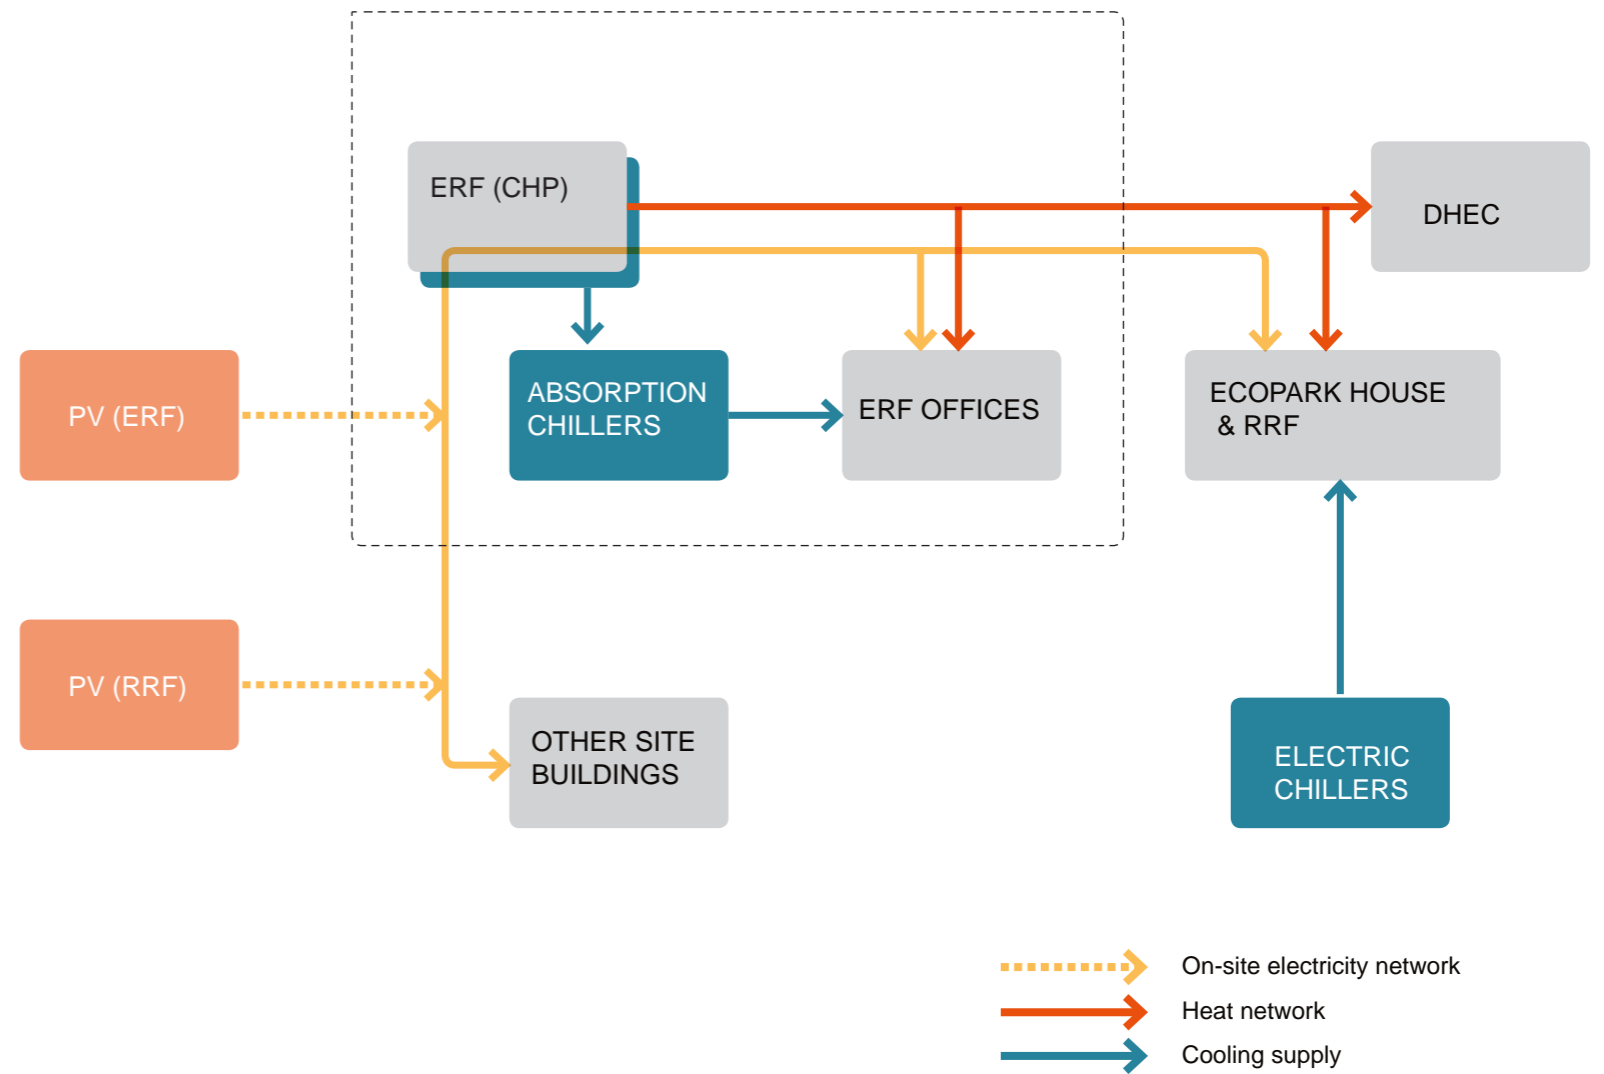 ERF (CHP)
DHEC
PV (ERF)
ABSORPTION
CHILLERS
ERF OFFICES
ECOPARK HOUSE
& RRF
PV (RRF)
OTHER SITE
BUILDINGS
ELECTRIC
CHILLERS
On-site electricity network
Heat network
Cooling supply